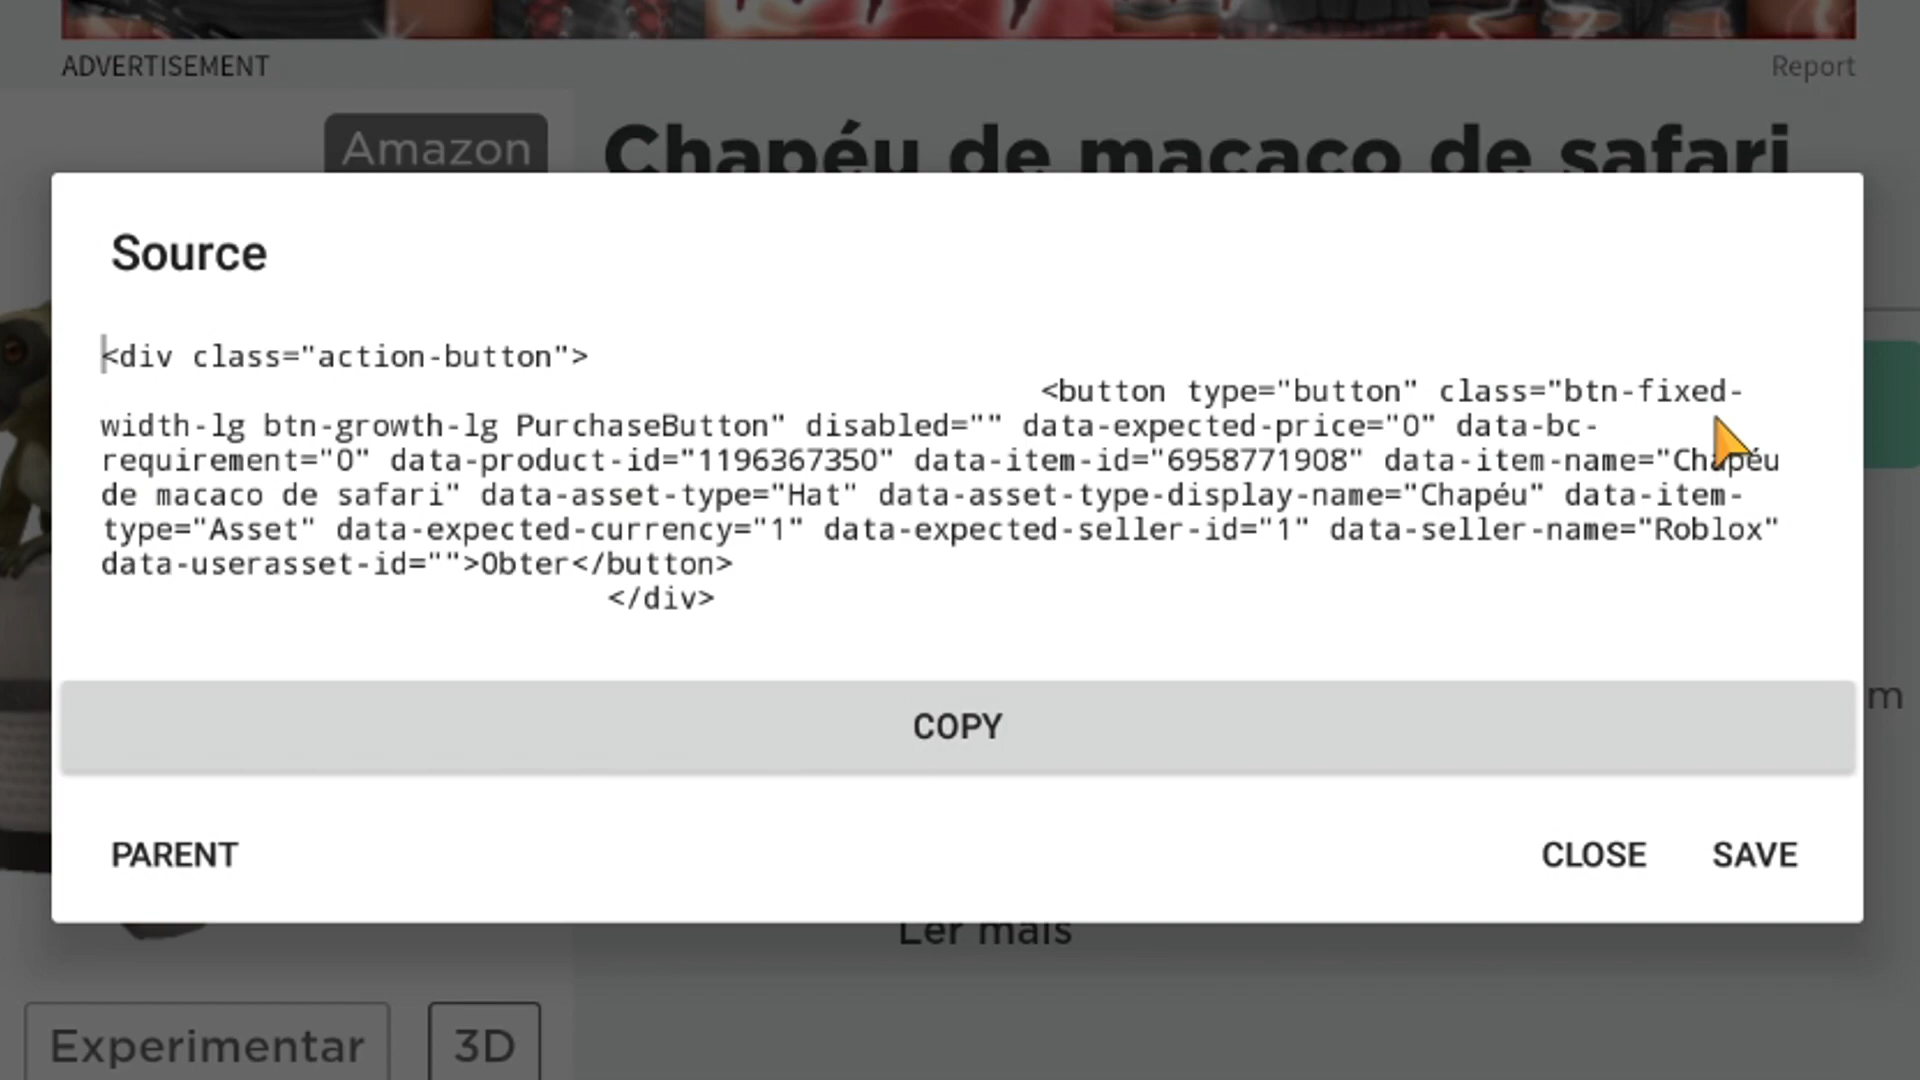 ADVERTISEMENT
Report
Amazon
Chapéu de macaco de safari
Source
<div class="action-button">
<button type="button" class="btn-fixed-
width-lg btn-growth-lg PurchaseButton" disabled="" data-expected-price="0" data-bc-
requirement="0" data-product-id="1196367350" data-item-id="6958771908" data-item-name="Chapéu
de macaco de safari" data-asset-type="Hat" data-asset-type-display-name="Chapéu" data-item-
type="Asset" data-expected-currency="1" data-expected-seller-id="1" data-seller-name="Roblox"
data-userasset-id="">Obter</button>
</div>
COPY
m
PARENT
CLOSE
SAVE
Ler mais
Experimentar
3D